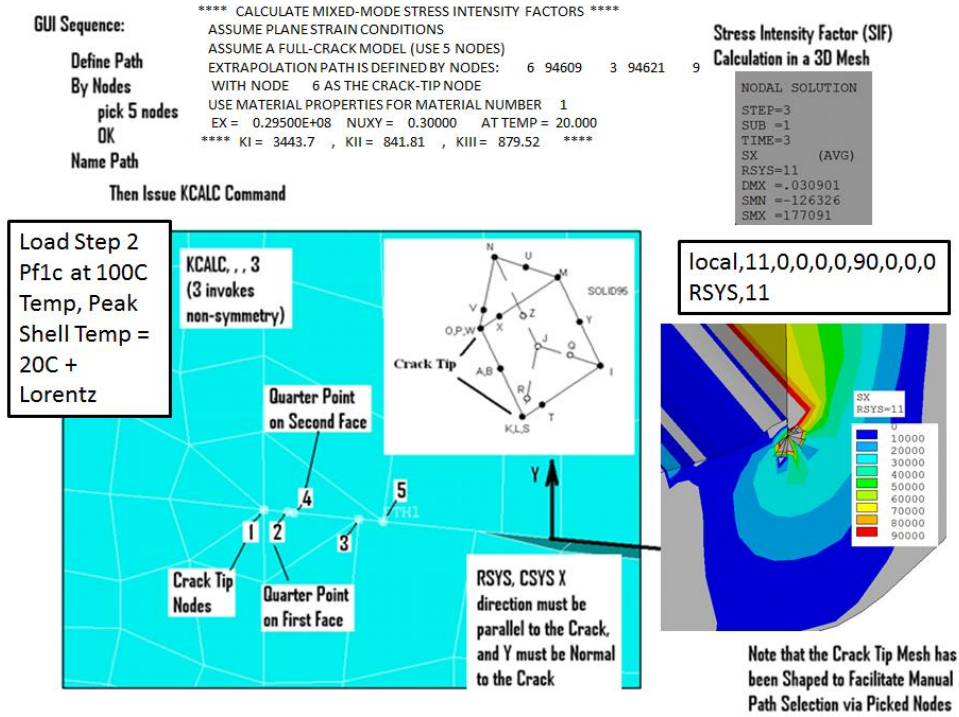 GUI Sequence:
Define Path
By Nodes
pick 5 nodes
OK
Name Path
Then Issue KCALC Command
**** CALCULATE MIXED-MODE STRESS INTENSITY FACTORS ****
ASSUME PLANE STRAIN CONDITIONS
ASSUME A FULL-CRACK MODEL (USE 5 NODES)
EXTRAPOLATION PATH IS DEFINED BY NODES: 6 94609 3 94621 9
WITH NODE 6 AS THE CRACK-TIP NODE
USE MATERIAL PROPERTIES FOR MATERIAL NUMBER 1
EX = 0.29500E+08 NUXY = 0.30000 AT TEMP = 20.000
**** KI = 3443.7 , KII = 841.81 , KIII = 879.52 ****
Stress Intensity Factor (SIF)
Calculation in a 3D Mesh
NODAL SOLUTION
STEP=3
SUB =1
TIME=3
SX (AVG)
RSYS=11
DMX =.030901
SMN =-126326
SMX =177091
Load Step 2
Pf1c at 100C
Temp, Peak
Shell Temp =
20C +
Lorentz
KCALC, , , 3
(3 invokes
non-symmetry)
N
U
M
SOLID95
V
Z
X
Y
O,P,W
J
Q
Crack Tip
A,B
I
R
T
K,L,S
local,11,0,0,0,0,90,0,0,0
RSYS,11
Quarter Point
on Second Face
Y
4
5
PTH1
1
2
3
Crack Tip
Nodes
Quarter Point
on First Face
RSYS, CSYS X
direction must be
parallel to the Crack,
and Y must be Normal
to the Crack
SX
RSYS=11
0
10000
20000
30000
40000
50000
60000
70000
80000
90000
Note that the Crack Tip Mesh has
been Shaped to Facilitate Manual
Path Selection via Picked Nodes